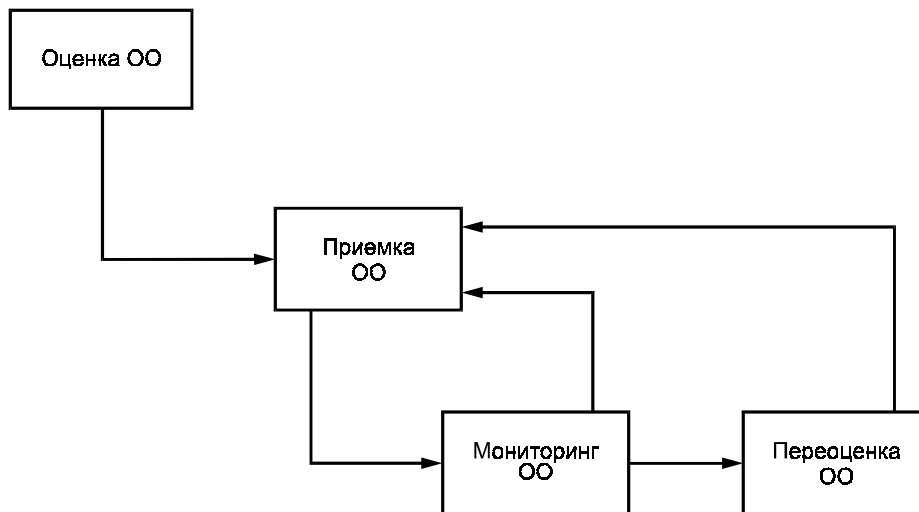 Оценка ОО
Приемка
ОО
Мониторинг
ОО
Переоценка
ОО